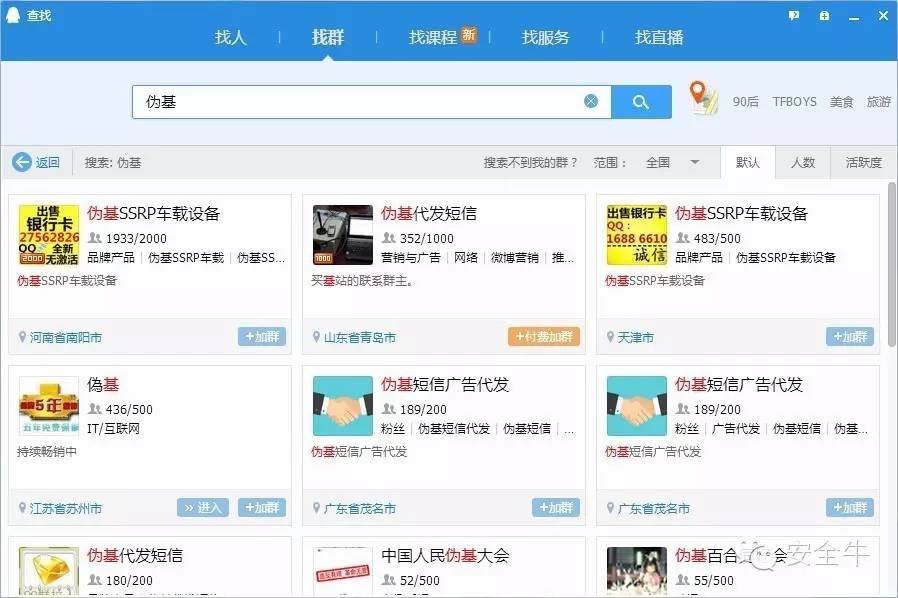 查找
找人 找群 找课程 新 找服务 找直播
伪基
90后 TFBOYS 美食 旅游
返回 搜索: 伪基 搜索不到我的群? 范围: 全国 默认 人数 活跃度
出售
银行卡
27562826
QQ 全新
无激活
2000
伪基SSRP车载设备
1933/2000
品牌产品 伪基SSRP车载 伪基SS...
伪基SSRP车载设备
河南省南阳市 +加群
1000
伪基代发短信
352/1000
营销与广告 网络 微博营销 推...
买基站的联系群主。
山东省青岛市 +付费加群
出售银行卡
QQ:
1688 6610
诚信
伪基SSRP车载设备
483/500
品牌产品 伪基SSRP车载设备
伪基SSRP车载设备
天津市 +加群
5年
五年免费保
偽基
436/500
IT/互联网
持续畅销中
江苏省苏州市 » 进入 +加群
伪基短信广告代发
189/200
粉丝 伪基短信代发 伪基短信 ...
伪基短信广告代发
广东省茂名市 +加群
伪基短信广告代发
189/200
粉丝 广告代发 伪基短信 伪基...
伪基短信广告代发
广东省茂名市 +加群
伪基代发短信
180/200
中国人民伪基大会
52/500
伪基百合
55/500
安全牛